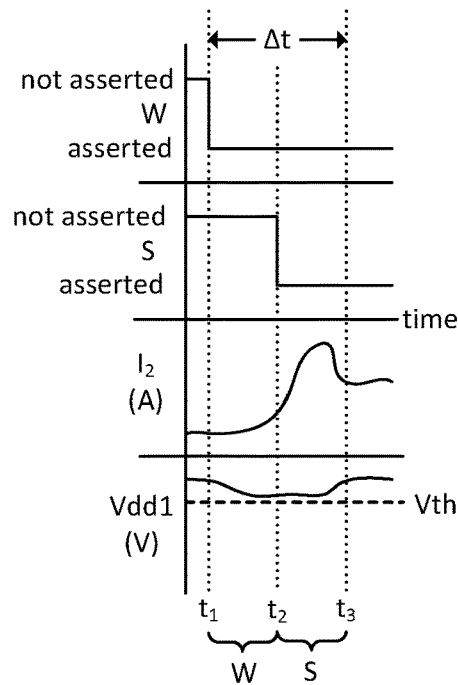 Δt
not asserted
W
asserted
not asserted
S
asserted
time
I₂
(A)
Vdd1
Vth
(V)
t₁ t₂ t₃
W S